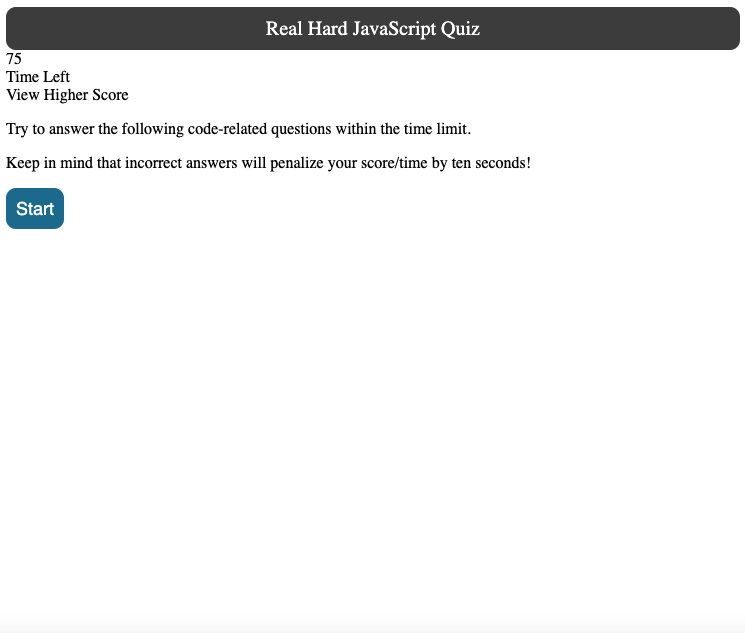 Real Hard JavaScript Quiz
75
Time Left
View Higher Score
Try to answer the following code-related questions within the time limit.
Keep in mind that incorrect answers will penalize your score/time by ten seconds!
Start